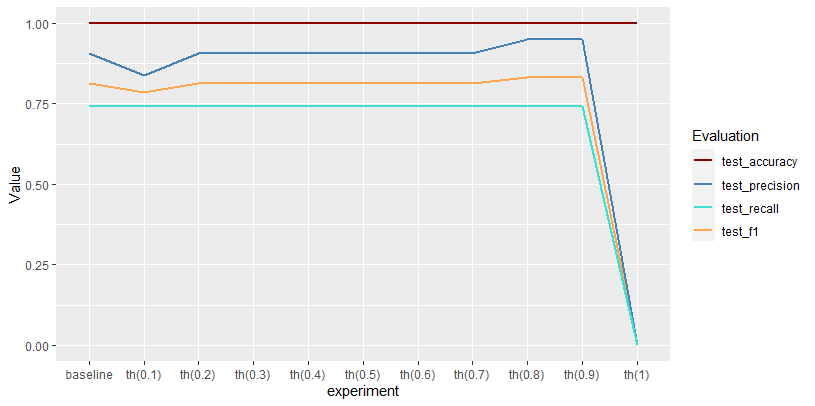 1.00
0.75
0.50
0.25
0.00
Value
baseline th(0.1) th(0.2) th(0.3) th(0.4) th(0.5) th(0.6) th(0.7) th(0.8) th(0.9) th(1)
experiment
Evaluation
test_accuracy
test_precision
test_recall
test_f1